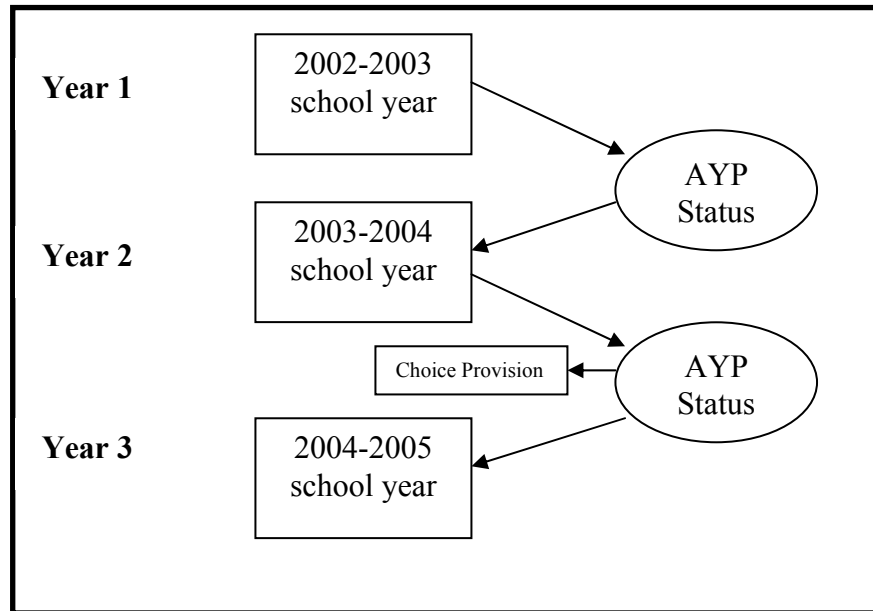 Year 1
2002-2003
school year
AYP
Status
Year 2
2003-2004
school year
AYP
Status
Choice Provision
Year 3
2004-2005
school year